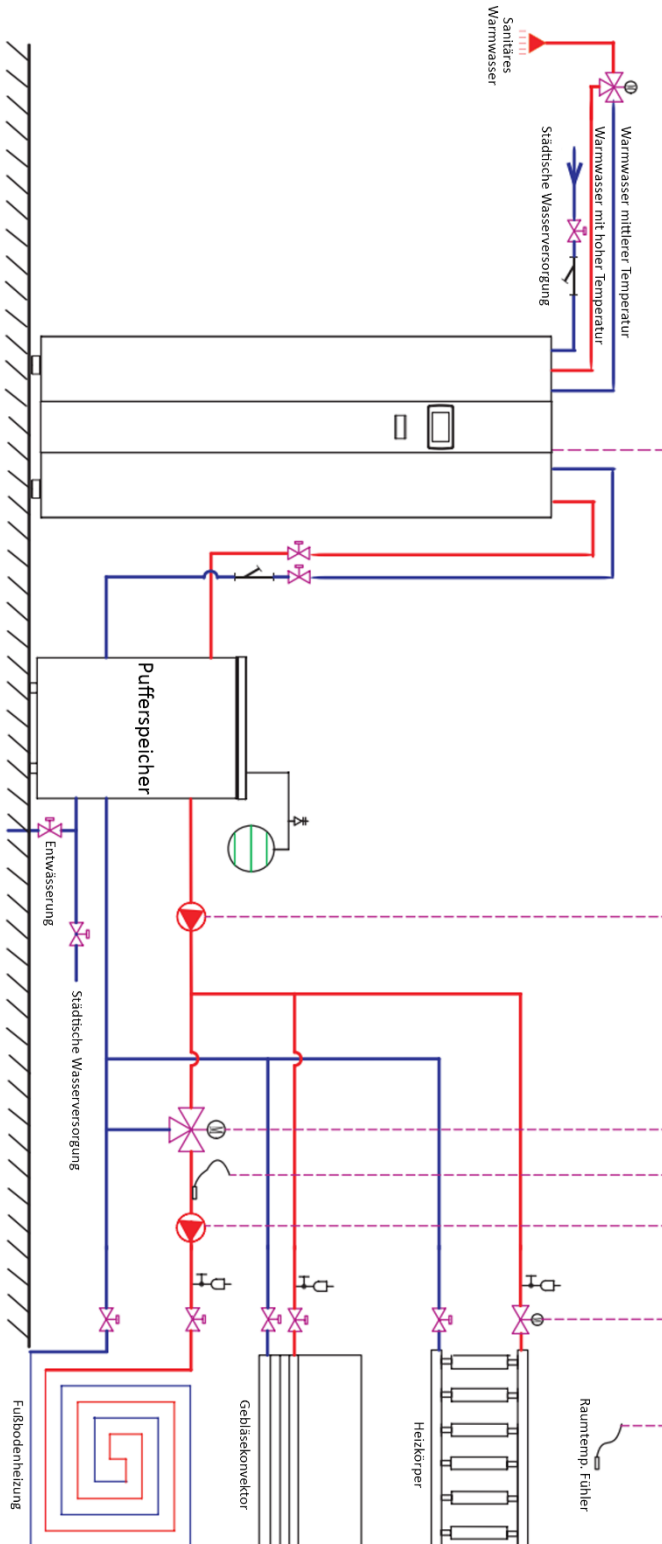 Sanitäres
Warmwasser
Warmwasser mittlerer Temperatur
Warmwasser mit hoher Temperatur
Städtische Wasserversorgung
Pufferspeicher
Entwässerung
Städtische Wasserversorgung
M
M
M
Raumtemp. Fühler
Heizkörper
Gebläsekonvektor
Fußbodenheizung